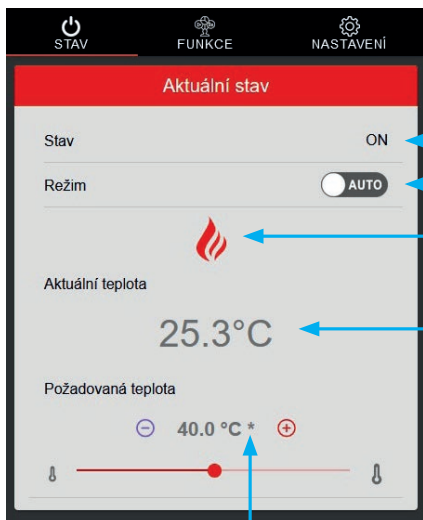 STAV FUNKCE NASTAVENÍ
Aktuální stav
Stav ON
Režim AUTO
Aktuální teplota
25.3°C
Požadovaná teplota
40.0 °C *